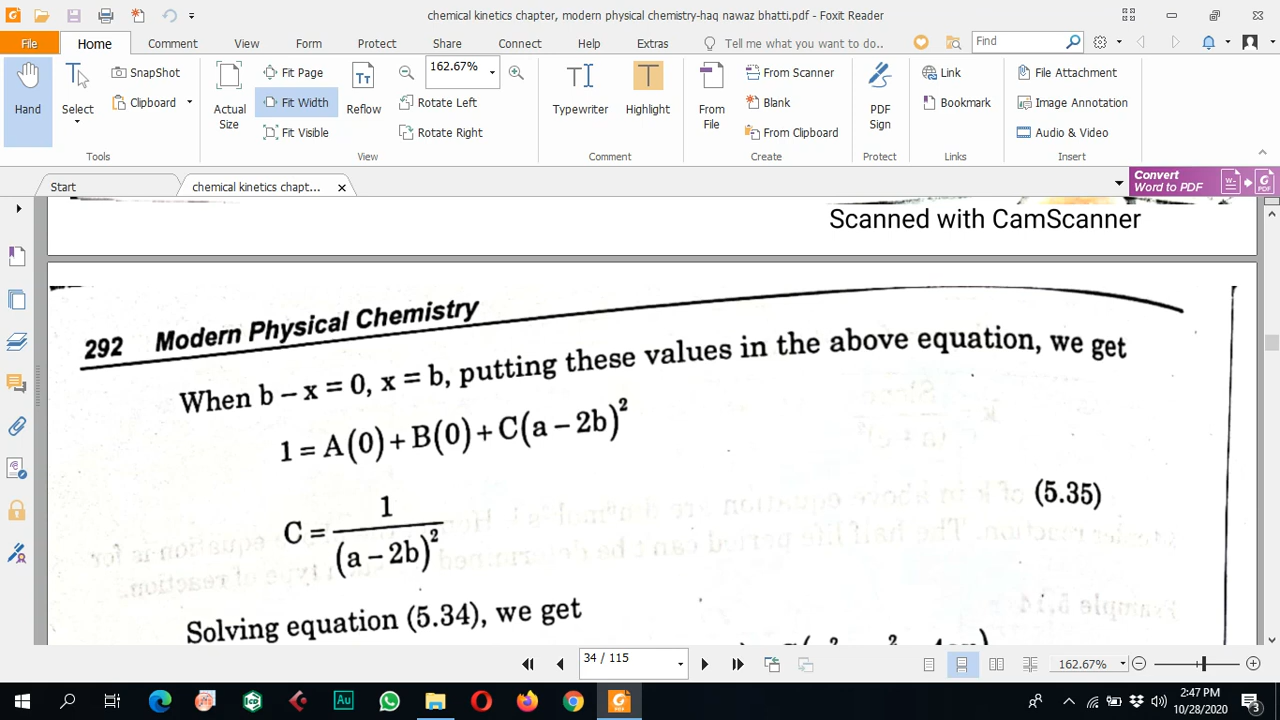 chemical kinetics chapter, modern physical chemistry-haq nawaz bhatti.pdf - Foxit Reader
File Home Comment View Form Protect Share Connect Help Extras Tell me what you want to do.. Find
Hand
Select
SnapShot
Clipboard
Actual Size
Fit Page
Fit Width
Fit Visible
Reflow
162.67%
Rotate Left
Rotate Right
Typewriter
Highlight
From File
From Scanner
Blank
From Clipboard
PDF Sign
Link
Bookmark
File Attachment
Image Annotation
Audio & Video
Tools View Comment Create Protect Links Insert
Start chemical kinetics chapt...
Convert
Word to PDF
Scanned with CamScanner
292 Modern Physical Chemistry
When b – x = 0, x = b, putting these values in the above equation, we get
1 = A(0) + B(0) + C(a – 2b)²
C = 1/(a – 2b)² (5.35)
Solving equation (5.34), we get
34 / 115 162.67%
2:47 PM
10/28/2020
3